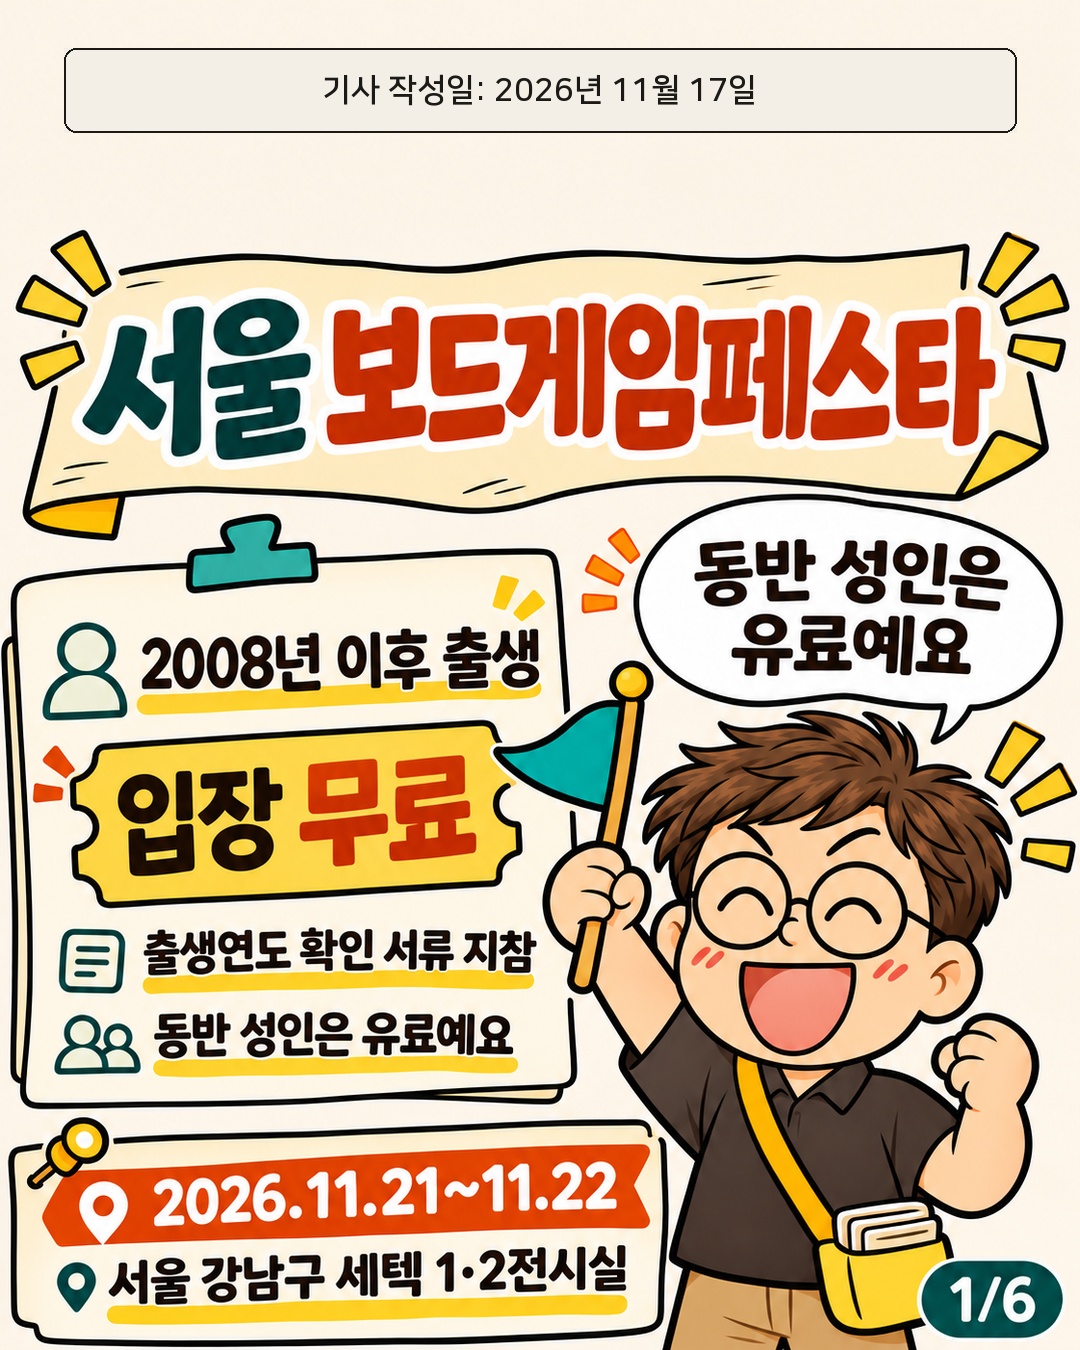 기사 작성일: 2026년 11월 17일
서울 보드게임페스타
동반 성인은
유료예요
2008년 이후 출생
입장 무료
출생연도 확인 서류 지참
동반 성인은 유료예요
2026.11.21~11.22
서울 강남구 세텍 1·2전시실
1/6